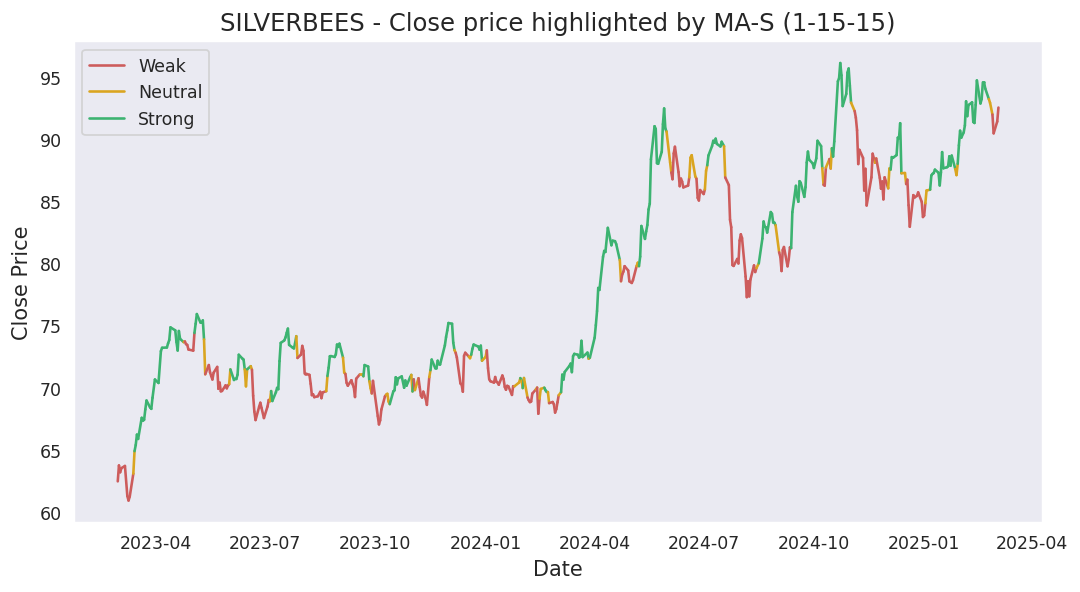 SILVERBEES - Close price highlighted by MA-S (1-15-15)
Weak
Neutral
Strong
95
90
85
80
75
70
65
60
Close Price
2023-04 2023-07 2023-10 2024-01 2024-04 2024-07 2024-10 2025-01 2025-04
Date